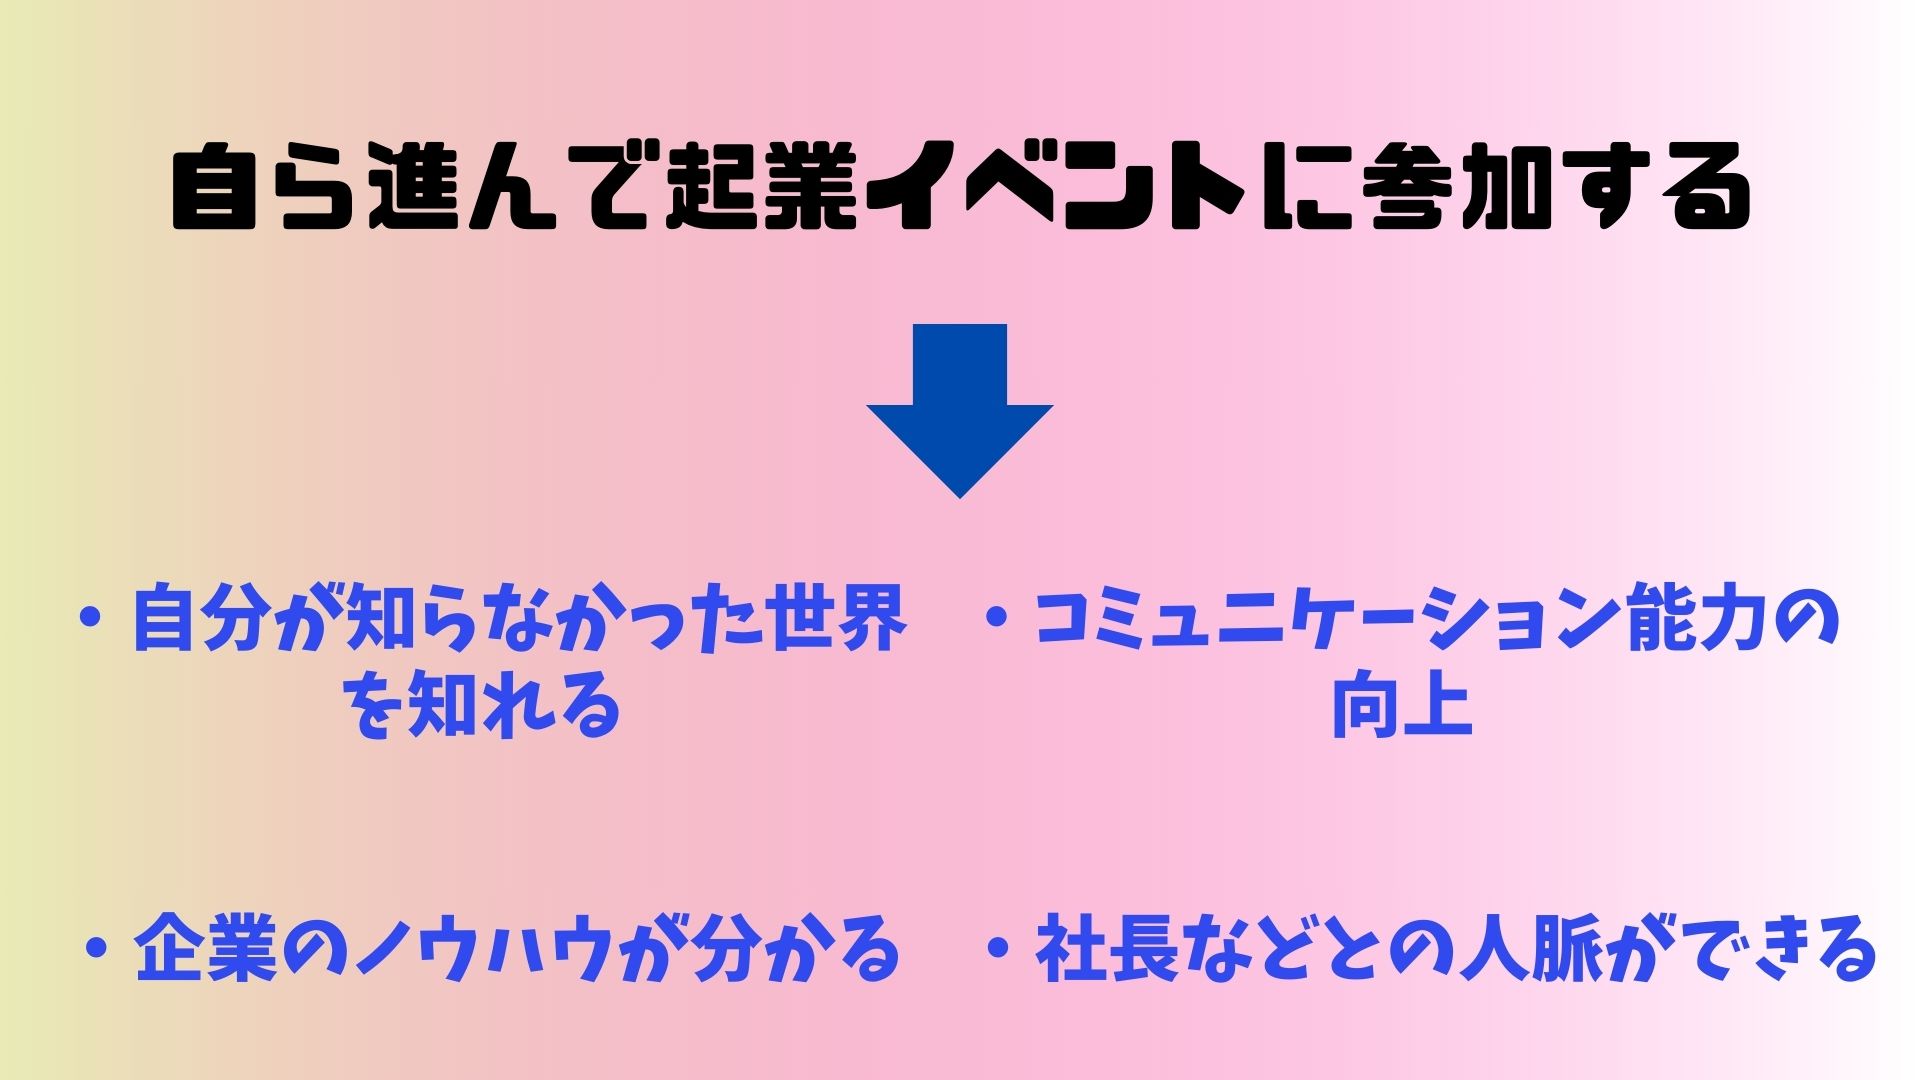 自ら進んで起業イベントに参加する
・自分が知らなかった世界
を知れる
・コミュニケーション能力の
向上
・企業のノウハウが分かる
・社長などとの人脈ができる